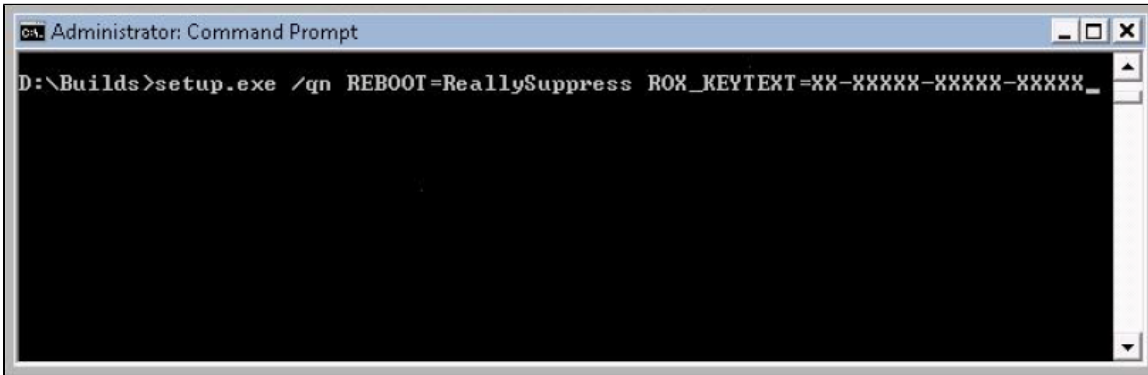 Administrator: Command Prompt
D:\Builds>setup.exe /qn REBOOT=ReallySuppress ROX_KEYTEXT=XX-XXXXX-XXXXX-XXXXX_